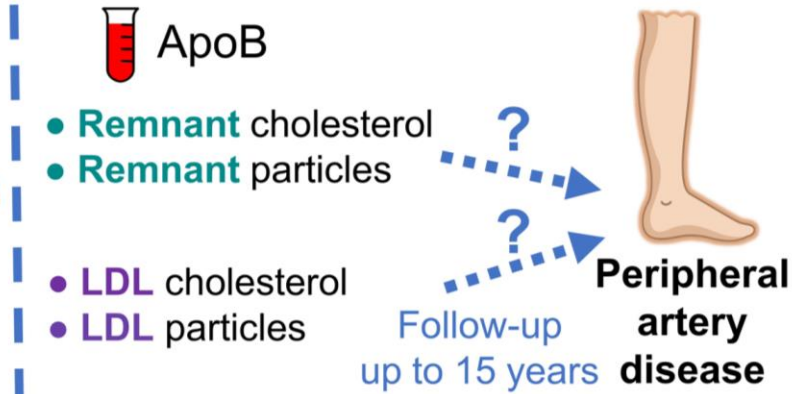 ApoB
• Remnant cholesterol
• Remnant particles
?
?
• LDL cholesterol
• LDL particles
Follow-up
up to 15 years
Peripheral
artery
disease